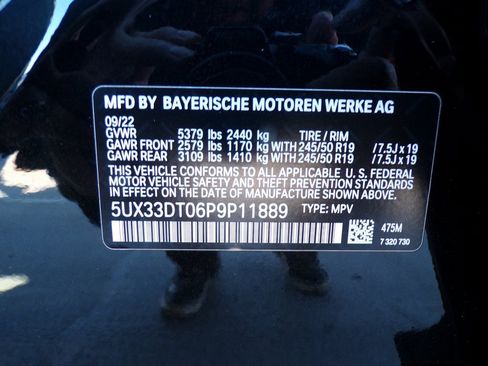 MFD BY BAYERISCHE MOTOREN WERKE AG
09/22
GVWR 5379 lbs 2440 kg TIRE / RIM
GAWR FRONT 2579 lbs 1170 kg WITH 245/50 R19 /7.5J x 19
GAWR REAR 3109 lbs 1410 kg WITH 245/50 R19 /7.5J x 19
THIS VEHICLE CONFORMS TO ALL APPLICABLE U. S. FEDERAL
MOTOR VEHICLE SAFETY AND THEFT PREVENTION STANDARDS
IN EFFECT ON THE DATE OF MANUFACTURE SHOWN ABOVE.
5UX33DT06P9P11889 TYPE: MPV
475M
7 320 730